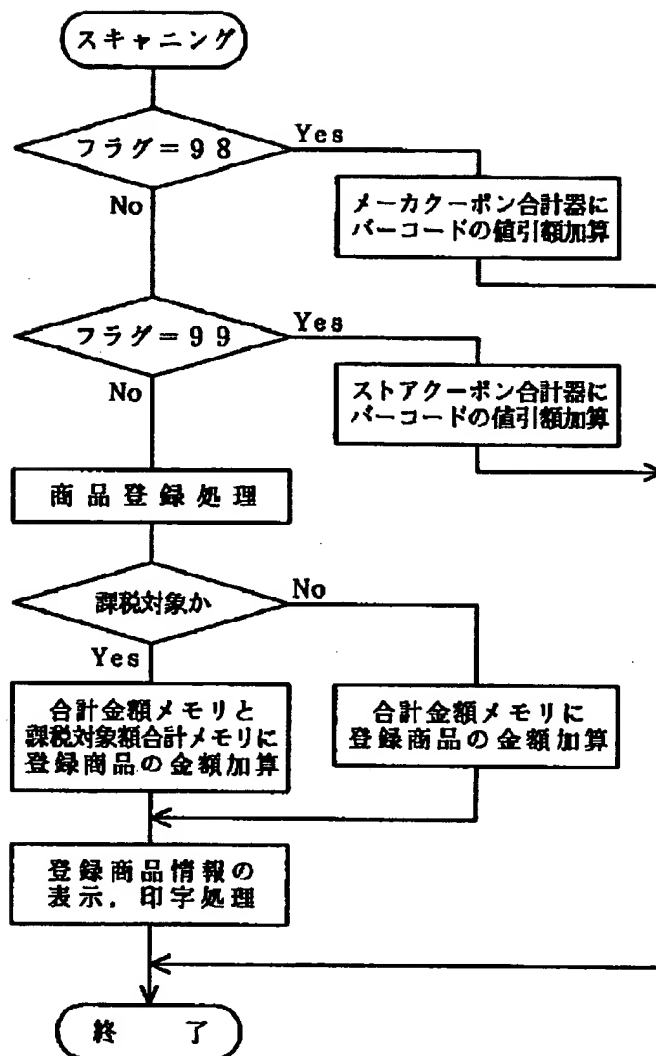 スキャニング
フラグ=98
Yes
No
メーカクーポン合計器に
バーコードの値引額加算
フラグ=99
Yes
No
ストアクーポン合計器に
バーコードの値引額加算
商品登録処理
課税対象か
No
Yes
合計金額メモリと
課税対象額合計メモリに
登録商品の金額加算
合計金額メモリに
登録商品の金額加算
登録商品情報の
表示.印字処理
終 了